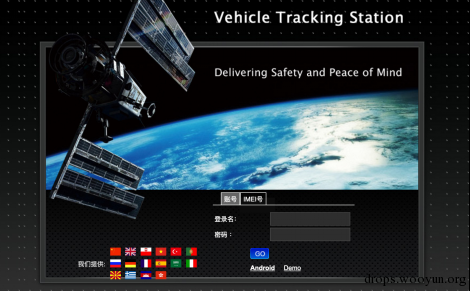 Vehicle Tracking Station
Delivering Safety and Peace of Mind
账号 IMEI号
登录名:
密码:
我们提供:
GO
Android Demo
drops.wooyun.org